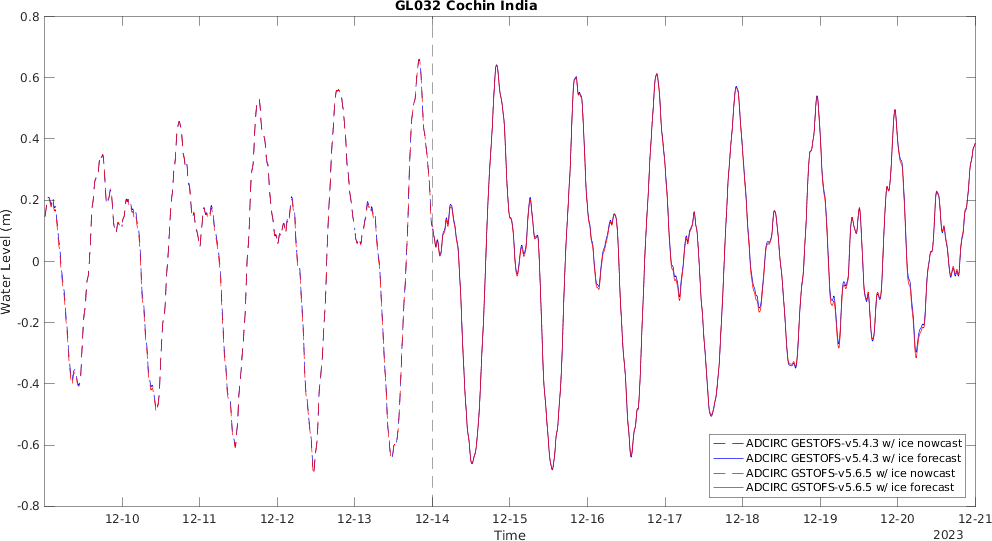 GL032 Cochin India
0.8
0.6
0.4
0.2
0
-0.2
-0.4
-0.6
-0.8
Water Level (m)
ADCIRC GESTOFS-v5.4.3 w/ ice nowcast
ADCIRC GESTOFS-v5.4.3 w/ ice forecast
ADCIRC GSTOFS-v5.6.5 w/ ice nowcast
ADCIRC GSTOFS-v5.6.5 w/ ice forecast
12-10 12-11 12-12 12-13 12-14 12-15 12-16 12-17 12-18 12-19 12-20 12-21
Time
2023